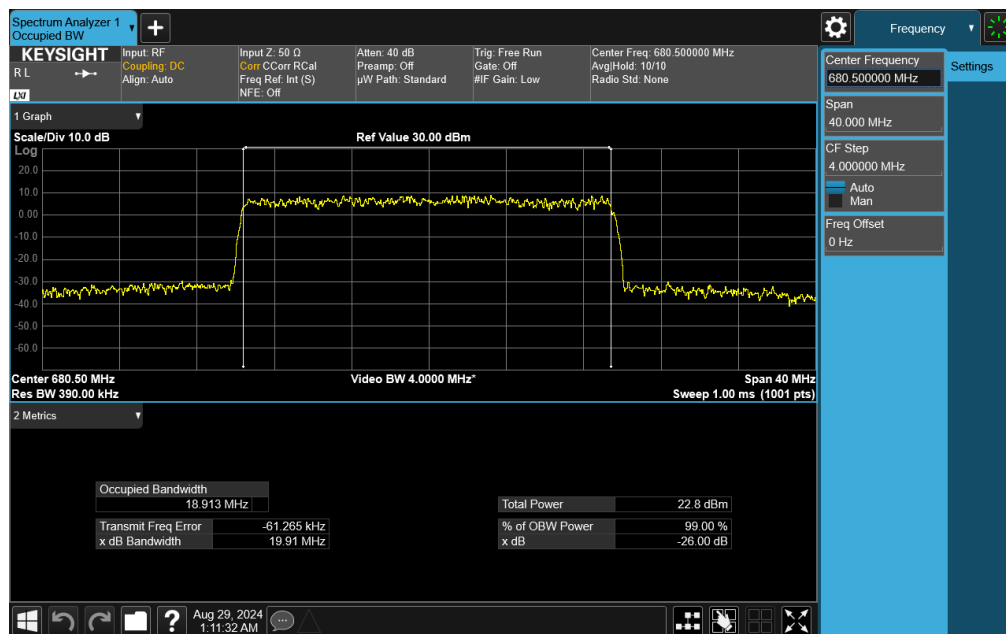 Spectrum Analyzer 1
Occupied BW
Frequency
KEYSIGHT
R L
LXI
Input: RF
Coupling: DC
Align: Auto
Input Z: 50 Ω
Corr CCorr RCal
Freq Ref: Int (S)
NFE: Off
Atten: 40 dB
Preamp: Off
µW Path: Standard
Trig: Free Run
Gate: Off
#IF Gain: Low
Center Freq: 680.500000 MHz
Avg|Hold: 10/10
Radio Std: None
Center Frequency
680.500000 MHz
Settings
Span
40.000 MHz
CF Step
4.000000 MHz
Auto
Man
Freq Offset
0 Hz
1 Graph
Scale/Div 10.0 dB
Ref Value 30.00 dBm
Log
20.0
10.0
0.00
-10.0
-20.0
-30.0
-40.0
-50.0
-60.0
Center 680.50 MHz
Video BW 4.0000 MHz*
Span 40 MHz
Res BW 390.00 kHz
Sweep 1.00 ms (1001 pts)
2 Metrics
Occupied Bandwidth
18.913 MHz
Total Power 22.8 dBm
Transmit Freq Error -61.265 kHz
% of OBW Power 99.00 %
x dB Bandwidth 19.91 MHz
x dB -26.00 dB
?
Aug 29, 2024
1:11:32 AM